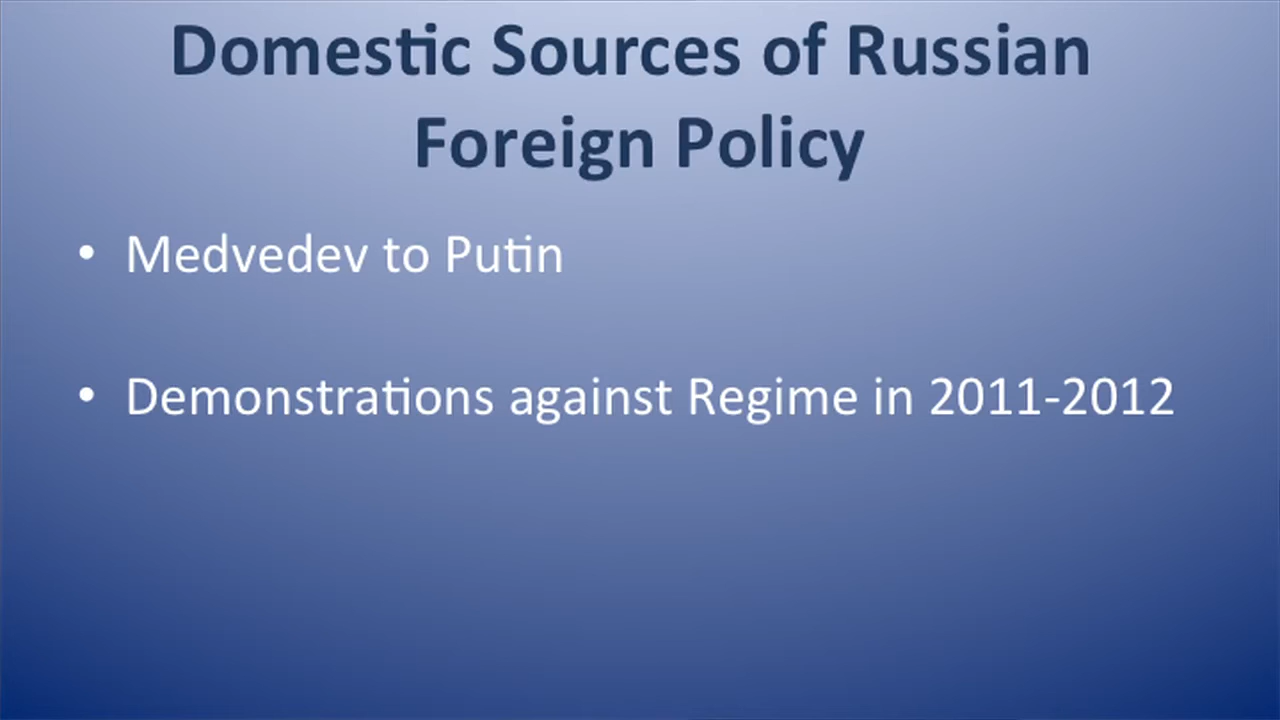 Domestic Sources of Russian
Foreign Policy
• Medvedev to Putin
• Demonstrations against Regime in 2011-2012